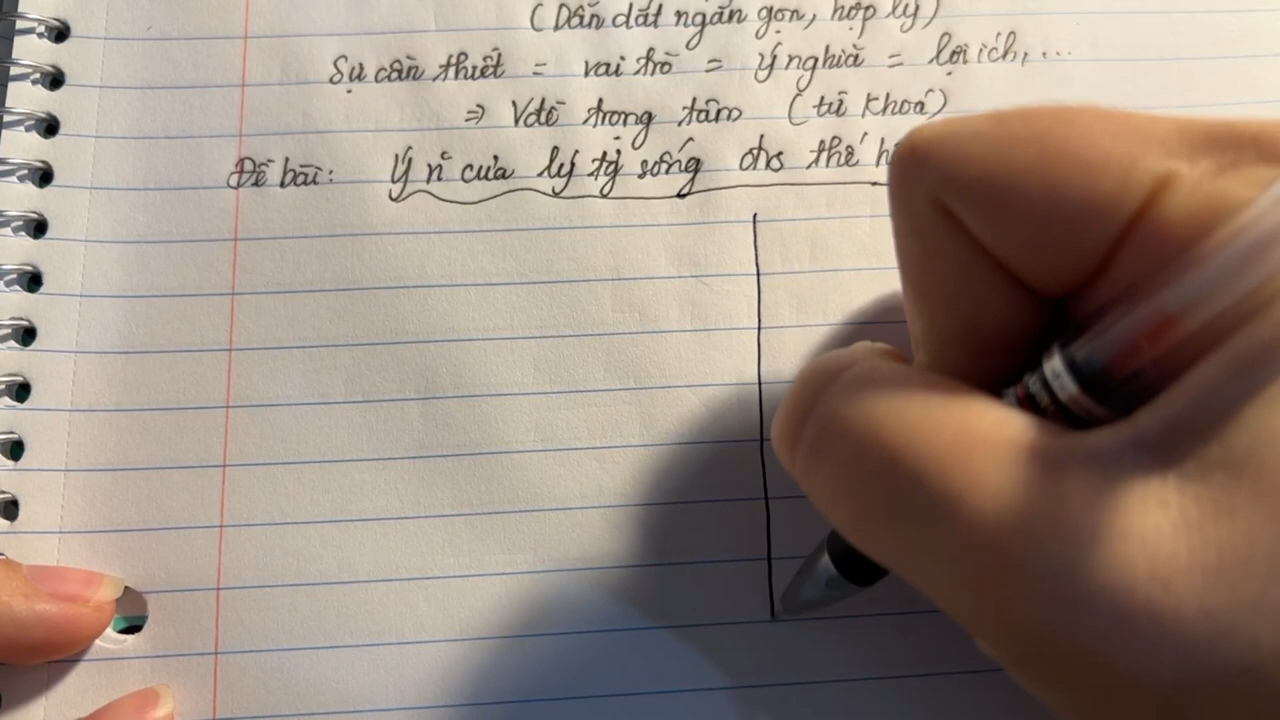 (Dẫn dắt ngắn gọn, hợp lý)
Sự cần thiết = vai trò = ý nghĩa = lợi ích, ...
⇒ Vđề trọng tâm (từ khoá)
Đề bài: Ý n~ của lý tg̉ sống đvs thế